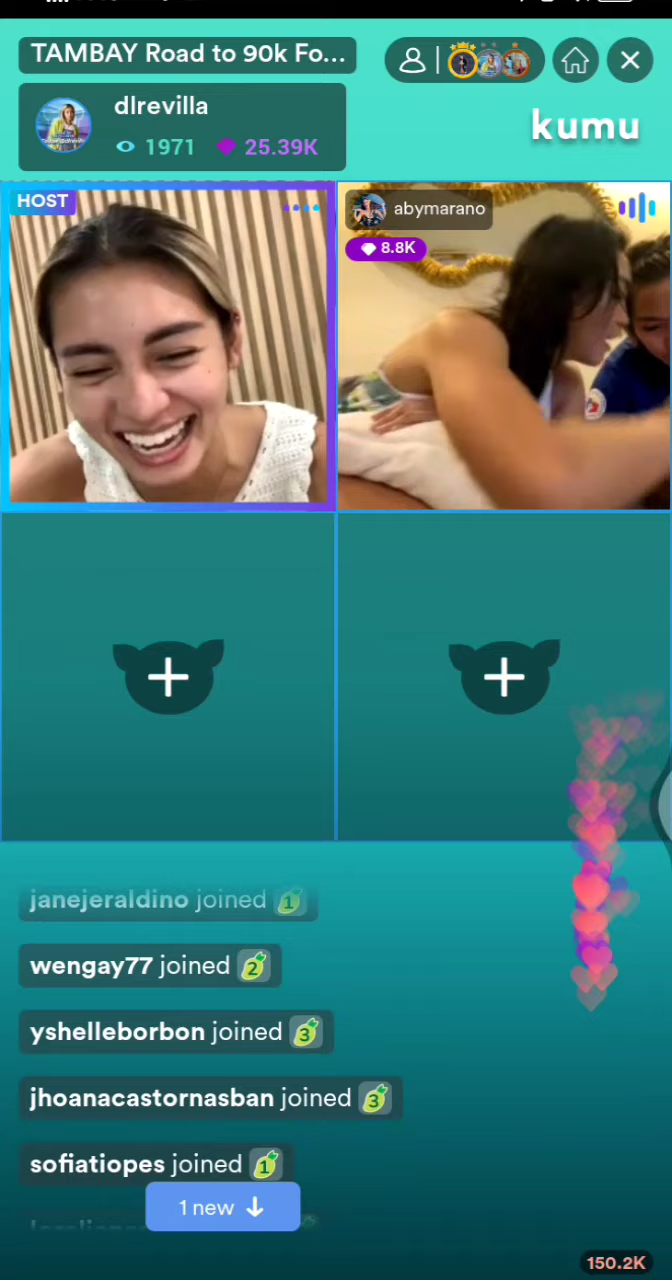 TAMBAY Road to 90k Fo...
dlrevilla
1971 25.39K
kumu
HOST
abymarano
8.8K
janejeraldino joined 1
wengay77 joined 2
yshelleborbon joined 3
jhoanacastornasban joined 3
sofiatiopes joined 1
1 new
150.2K